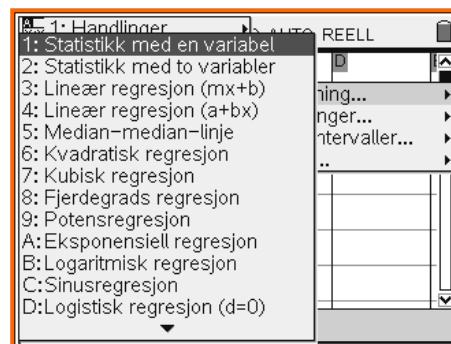 1: Handlinger
AUTO REELL
1: Statistikk med en variabel
2: Statistikk med to variabler
3: Lineær regresjon (mx+b)
4: Lineær regresjon (a+bx)
5: Median-median-linje
6: Kvadratisk regresjon
7: Kubisk regresjon
8: Fjerdegrads regresjon
9: Potensregresjon
A:Eksponensiell regresjon
B:Logaritmisk regresjon
C:Sinusregresjon
D:Logistisk regresjon (d=0)
D
ning...
nger...
ntervaller...
..